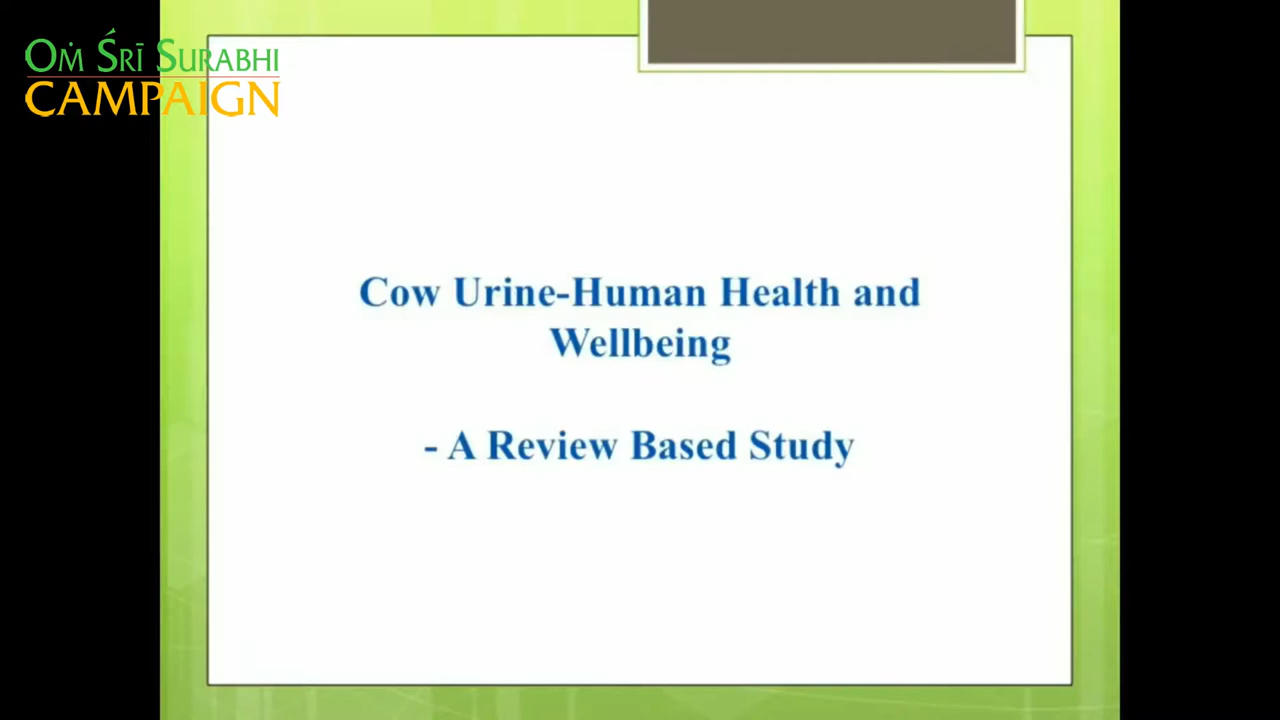 Oṁ Śrī Surabhi
CAMPAIGN
Cow Urine-Human Health and
Wellbeing
- A Review Based Study